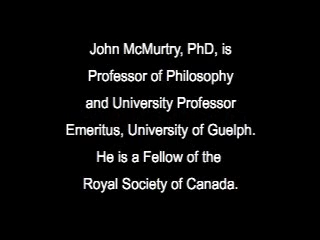 John McMurtry, PhD, is
Professor of Philosophy
and University Professor
Emeritus, University of Guelph.
He is a Fellow of the
Royal Society of Canada.